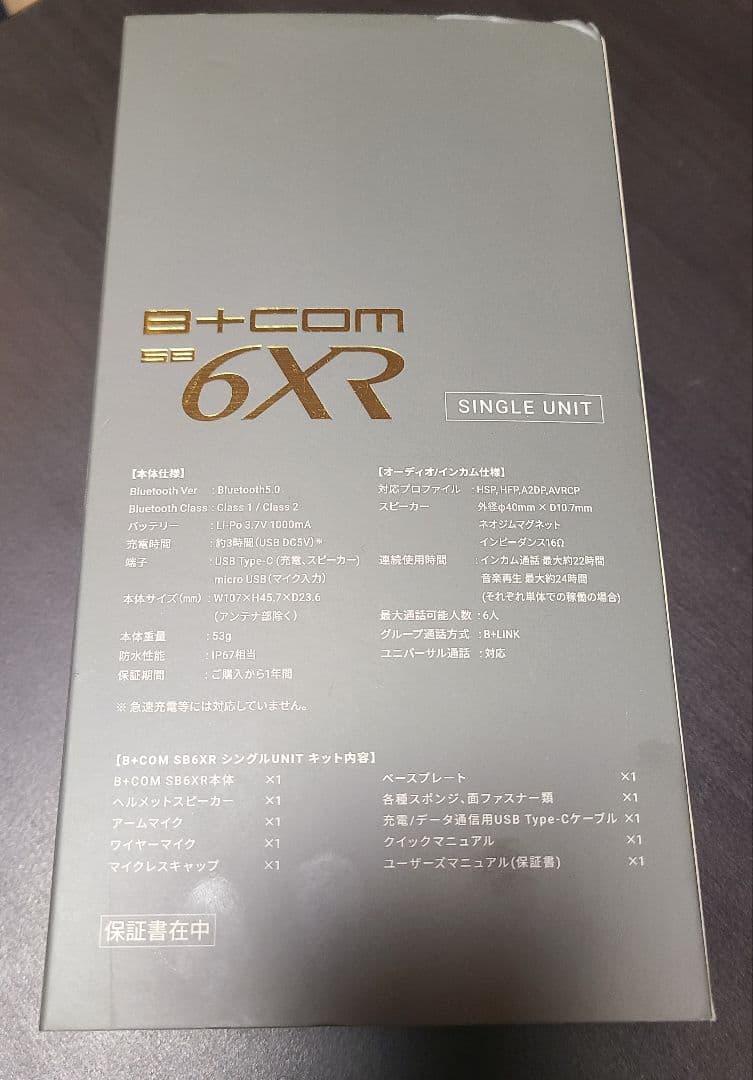 B+COM
SB
6XR
SINGLE UNIT
【本体仕様】
Bluetooth Ver : Bluetooth5.0
Bluetooth Class : Class 1 / Class 2
バッテリー : Li-Po 3.7V 1000mA
充電時間 : 約3時間(USB DC5V)※
端子 : USB Type-C (充電、スピーカー)
micro USB(マイク入力)
本体サイズ(mm) : W107×H45.7×D23.6
(アンテナ部除く)
本体重量 : 53g
防水性能 : IP67相当
保証期間 : ご購入から1年間
※ 急速充電等には対応していません。
【オーディオ/インカム仕様】
対応プロファイル : HSP, HFP,A2DP,AVRCP
スピーカー 外径φ40mm × D10.7mm
ネオジムマグネット
インピーダンス16Ω
連続使用時間 : インカム通話 最大約22時間
音楽再生 最大約24時間
(それぞれ単体での稼働の場合)
最大通話可能人数 : 6人
グループ通話方式 : B+LINK
ユニバーサル通話 : 対応
【B+COM SB6XR シングルUNIT キット内容】
B+COM SB6XR本体 ×1
ヘルメットスピーカー ×1
アームマイク ×1
ワイヤーマイク ×1
マイクレスキャップ ×1
ベースプレート ×1
各種スポンジ、面ファスナー類 ×1
充電/データ通信用USB Type-Cケーブル ×1
クイックマニュアル ×1
ユーザーズマニュアル(保証書) ×1
保証書在中